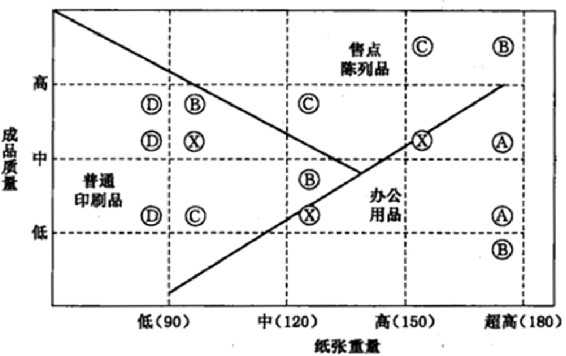 售点
陈列品
Ⓒ Ⓑ
高
Ⓓ Ⓑ Ⓒ
Ⓓ Ⓧ Ⓧ Ⓐ
成品质量
中
普通
印刷品
Ⓑ
办公
用品
Ⓓ Ⓒ Ⓧ Ⓐ
低
Ⓑ
低(90) 中(120) 高(150) 超高(180)
纸张重量